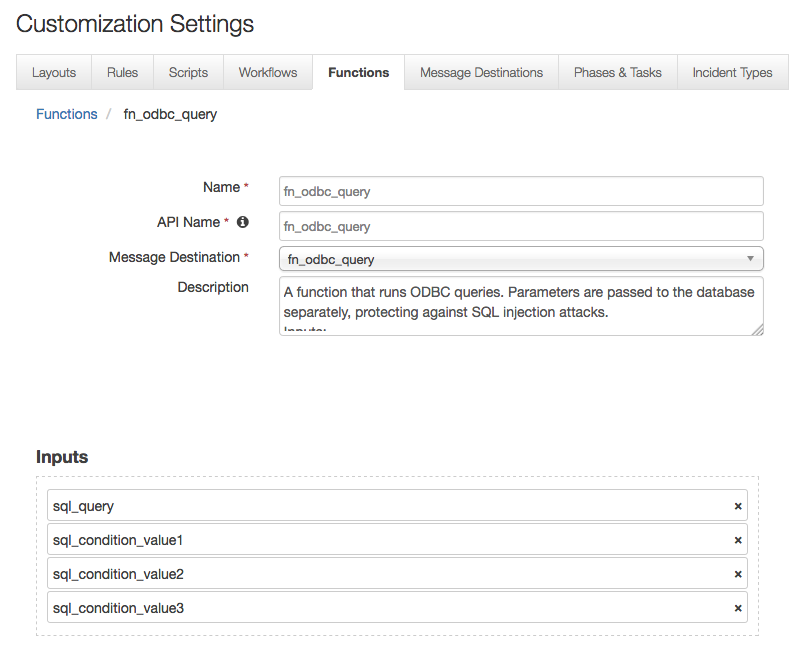 Customization Settings
Layouts Rules Scripts Workflows Functions Message Destinations Phases & Tasks Incident Types
Functions / fn_odbc_query
Name * fn_odbc_query
API Name * fn_odbc_query
Message Destination * fn_odbc_query
Description A function that runs ODBC queries. Parameters are passed to the database
separately, protecting against SQL injection attacks.
Inputs:
Inputs
sql_query ×
sql_condition_value1 ×
sql_condition_value2 ×
sql_condition_value3 ×